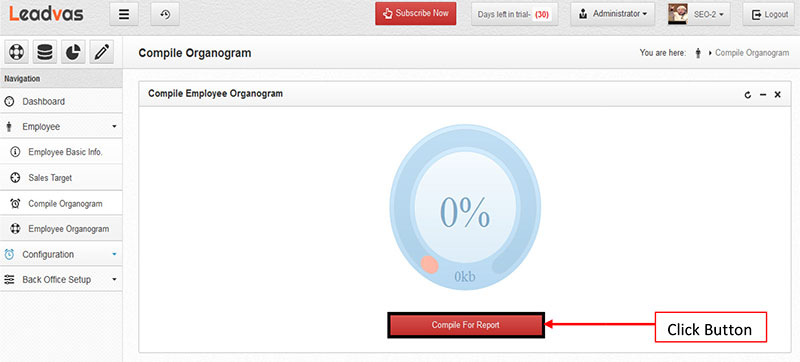 Leadvas
Subscribe Now
Days left in trial- (30)
Administrator
SEO-2
Logout
Compile Organogram
You are here:
Compile Organogram
Navigation
Dashboard
Employee
Employee Basic Info.
Sales Target
Compile Organogram
Employee Organogram
Configuration
Back Office Setup
Compile Employee Organogram
0%
0kb
Compile For Report
Click Button